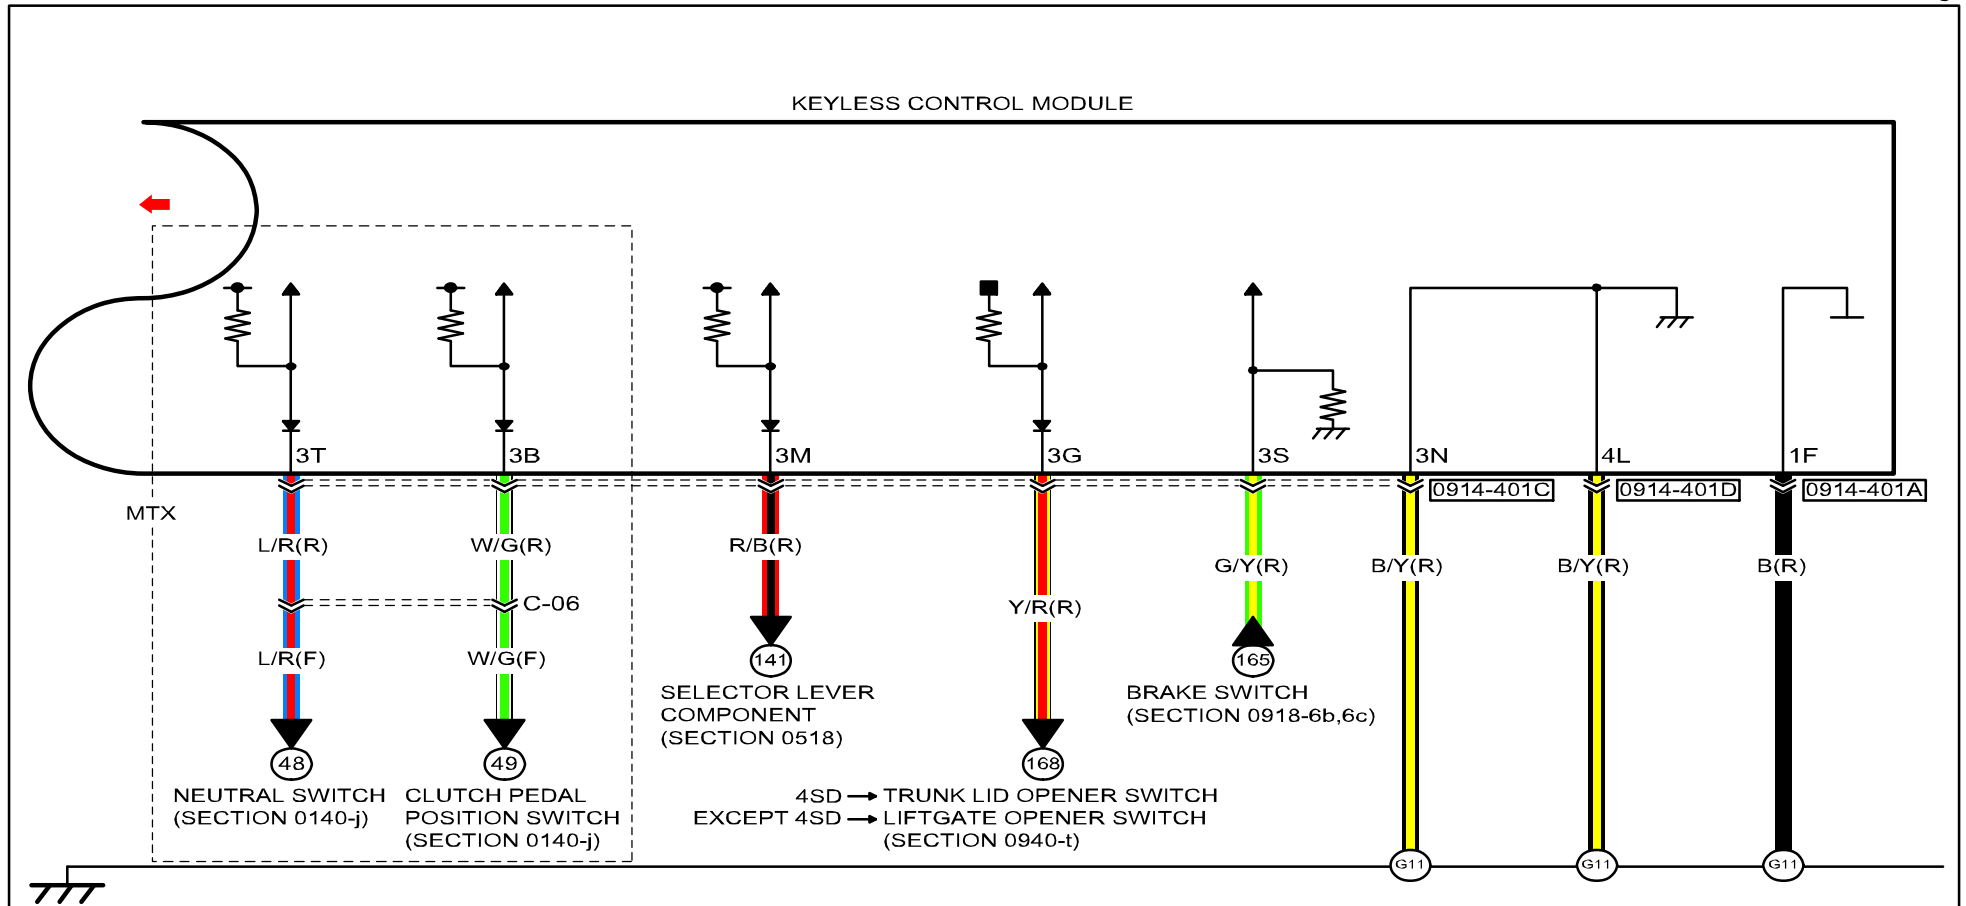 KEYLESS CONTROL MODULE
3T 3B 3M 3G 3S 3N 4L 1F
0914-401C 0914-401D 0914-401A
MTX
L/R(R) W/G(R) R/B(R) G/Y(R) B/Y(R) B/Y(R) B(R)
C-06
Y/R(R)
L/R(F) W/G(F)
141 165
SELECTOR LEVER
COMPONENT
(SECTION 0518)
BRAKE SWITCH
(SECTION 0918-6b,6c)
48 49 168
NEUTRAL SWITCH
(SECTION 0140-j)
CLUTCH PEDAL
POSITION SWITCH
(SECTION 0140-j)
4SD → TRUNK LID OPENER SWITCH
EXCEPT 4SD → LIFTGATE OPENER SWITCH
(SECTION 0940-t)
G11 G11 G11